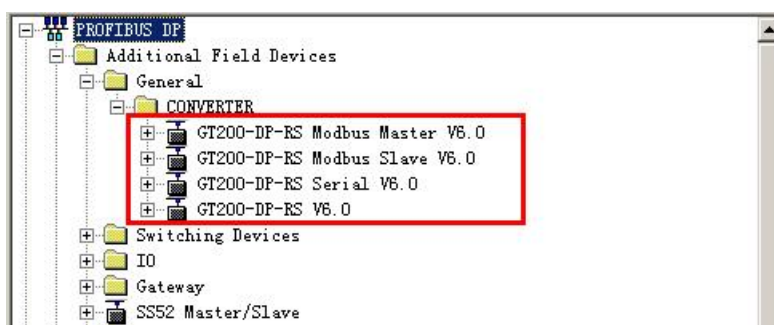 PROFIBUS DP
Additional Field Devices
General
CONVERTER
GT200-DP-RS Modbus Master V6.0
GT200-DP-RS Modbus Slave V6.0
GT200-DP-RS Serial V6.0
GT200-DP-RS V6.0
Switching Devices
IO
Gateway
SS52 Master/Slave